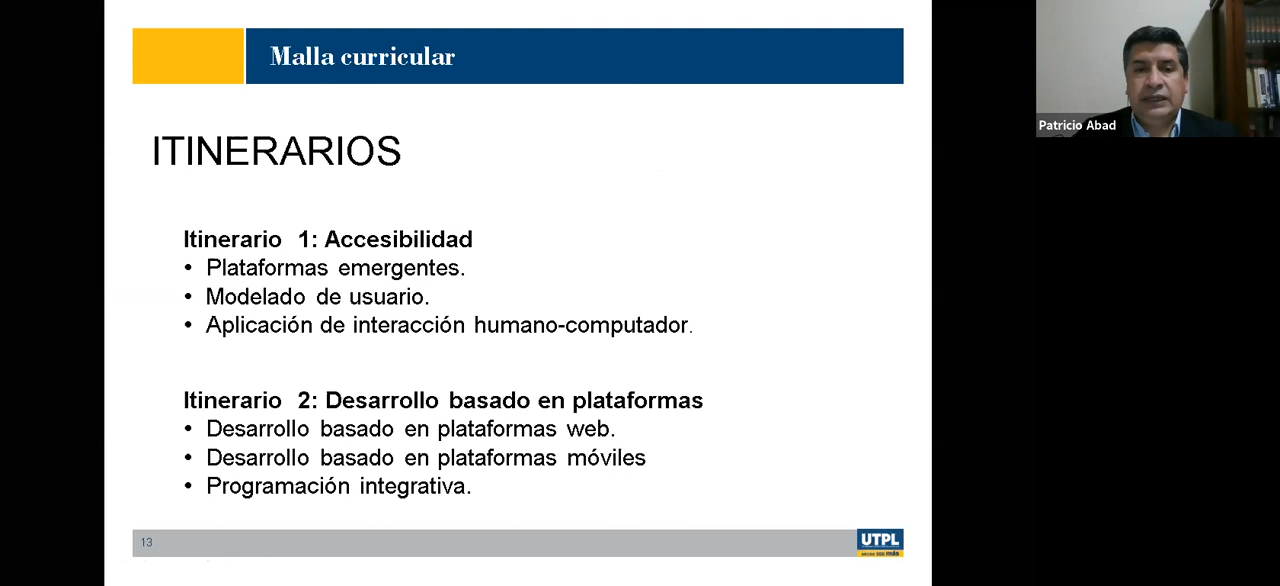 Malla curricular
Patricio Abad
ITINERARIOS
Itinerario 1: Accesibilidad
• Plataformas emergentes.
• Modelado de usuario.
• Aplicación de interacción humano-computador.
Itinerario 2: Desarrollo basado en plataformas
• Desarrollo basado en plataformas web.
• Desarrollo basado en plataformas móviles
• Programación integrativa.
13
UTPL